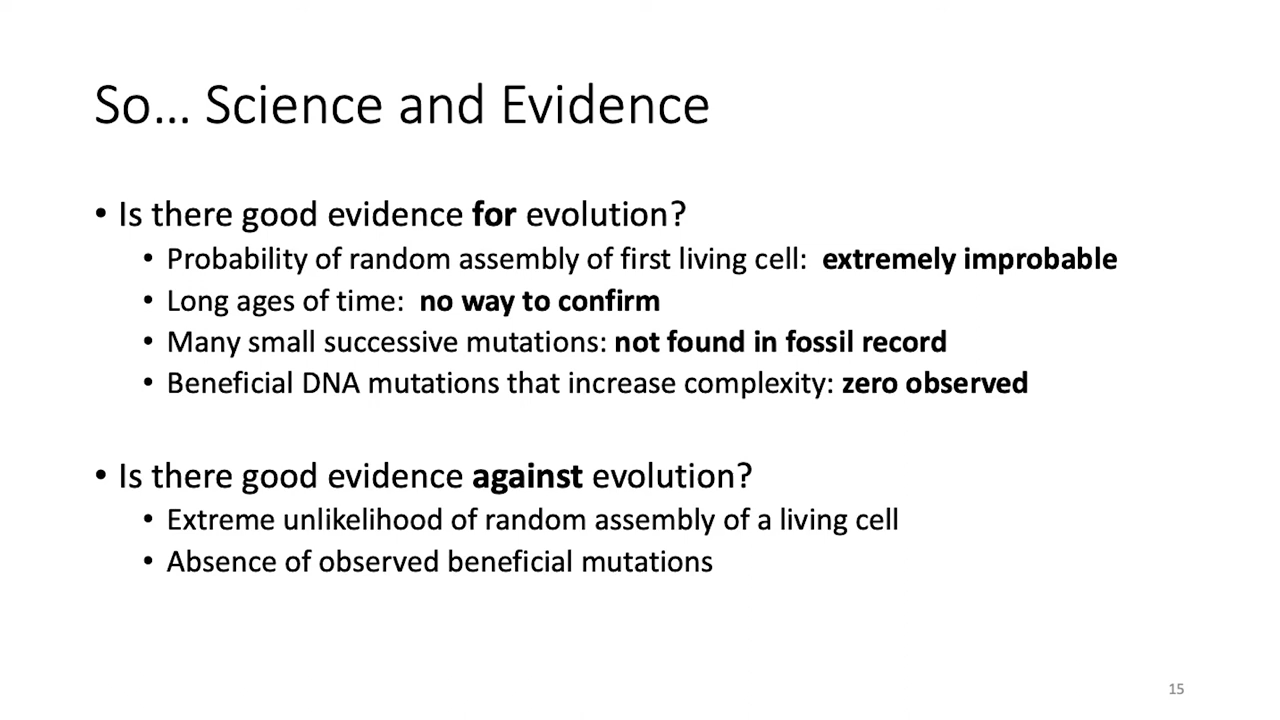 So... Science and Evidence
• Is there good evidence for evolution?
• Probability of random assembly of first living cell: extremely improbable
• Long ages of time: no way to confirm
• Many small successive mutations: not found in fossil record
• Beneficial DNA mutations that increase complexity: zero observed
• Is there good evidence against evolution?
• Extreme unlikelihood of random assembly of a living cell
• Absence of observed beneficial mutations
15